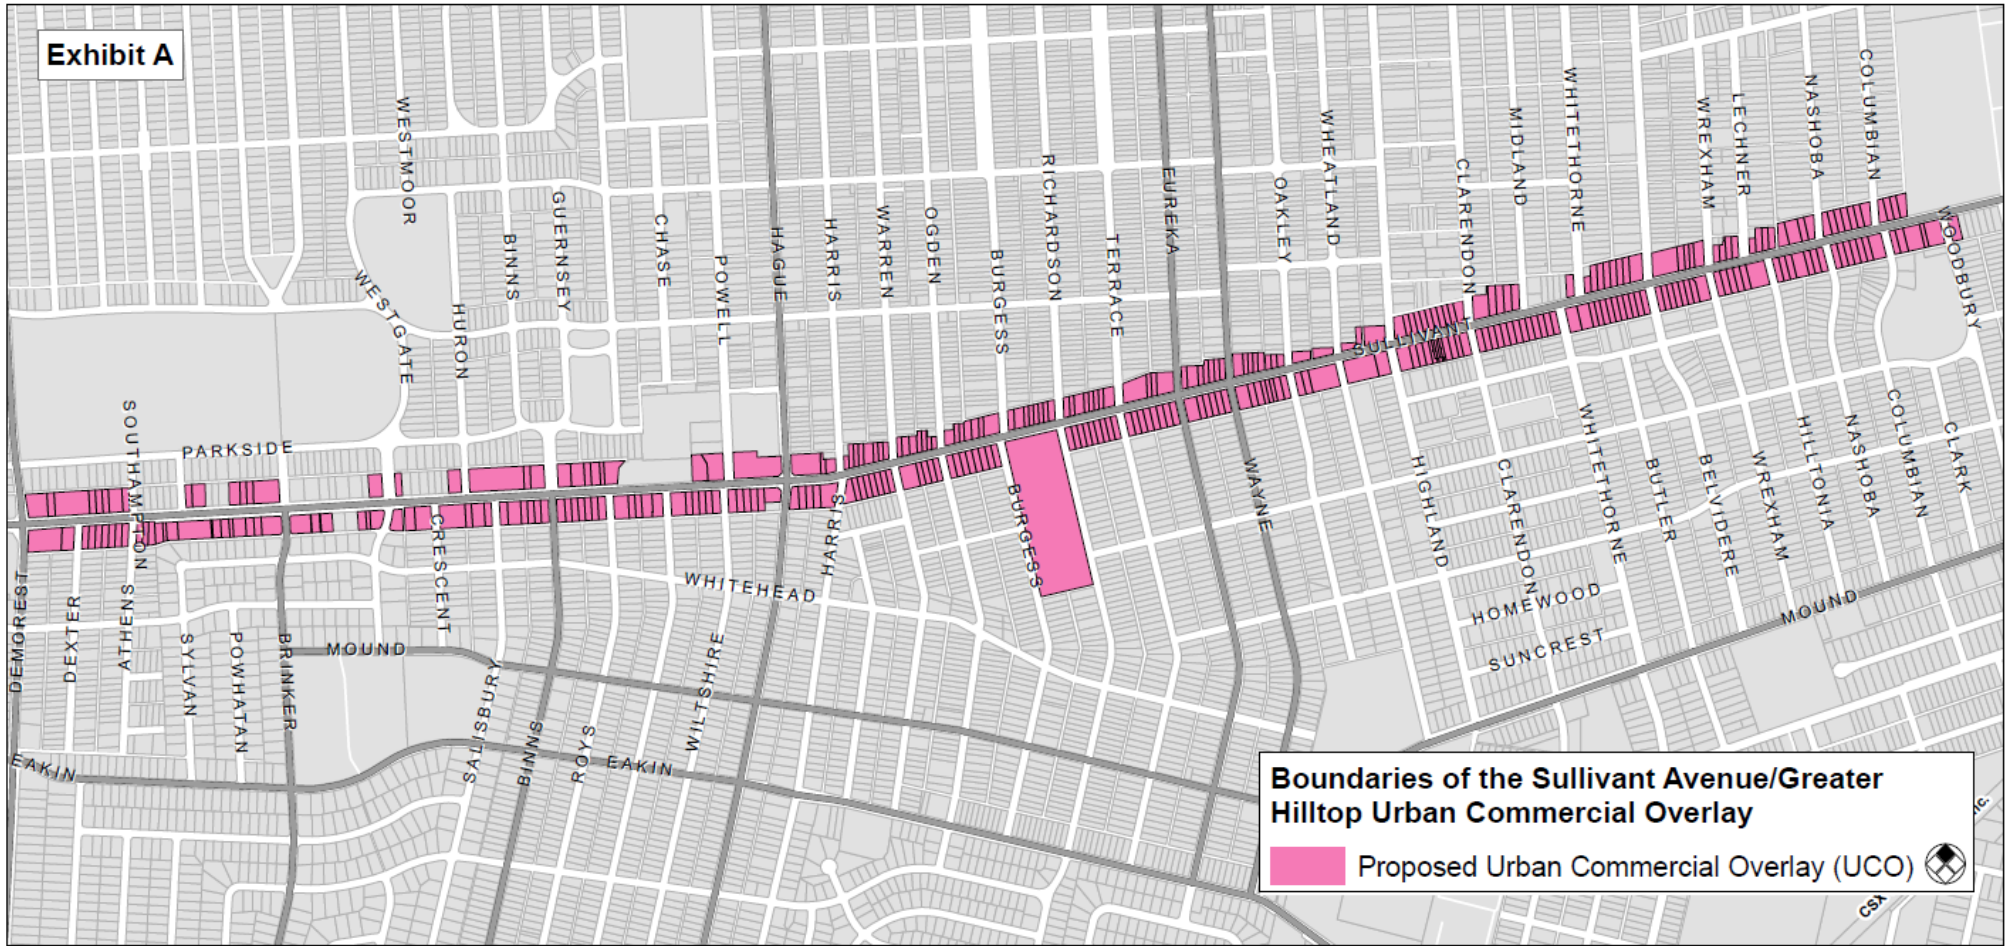 Exhibit A
WESTMOOR
WHITETHORNE
COLUMBIAN
NASHOBA
LECHNER
WREXHAM
MIDLAND
WHEATLAND
CLARENDON
RICHARDSON
EUREKA
OAKLEY
GUERNSEY
BINNS
CHASE
POWELL
HAGUE
HARRIS
WARREN
OGDEN
BURGESS
TERRACE
WOODBURY
WESTGATE
HURON
SULLIVANT
SOUTHAMPTON
PARKSIDE
CRESCENT
HARRIS
BURGESS
WAYNE
HIGHLAND
CLARENDON
WHITETHORNE
BUTLER
BELVIDERE
WREXHAM
HILLTONIA
NASHOBA
COLUMBIAN
CLARK
DEMOREST
DEXTER
ATHENS
SYLVAN
POWHATAN
BRINKER
MOUND
WHITEHEAD
HOMEWOOD
SUNCREST
MOUND
SALISBURY
BINNS
ROYS
WILTSHIRE
EAKIN
EAKIN
Boundaries of the Sullivant Avenue/Greater
Hilltop Urban Commercial Overlay
Proposed Urban Commercial Overlay (UCO)
nc.
CSX